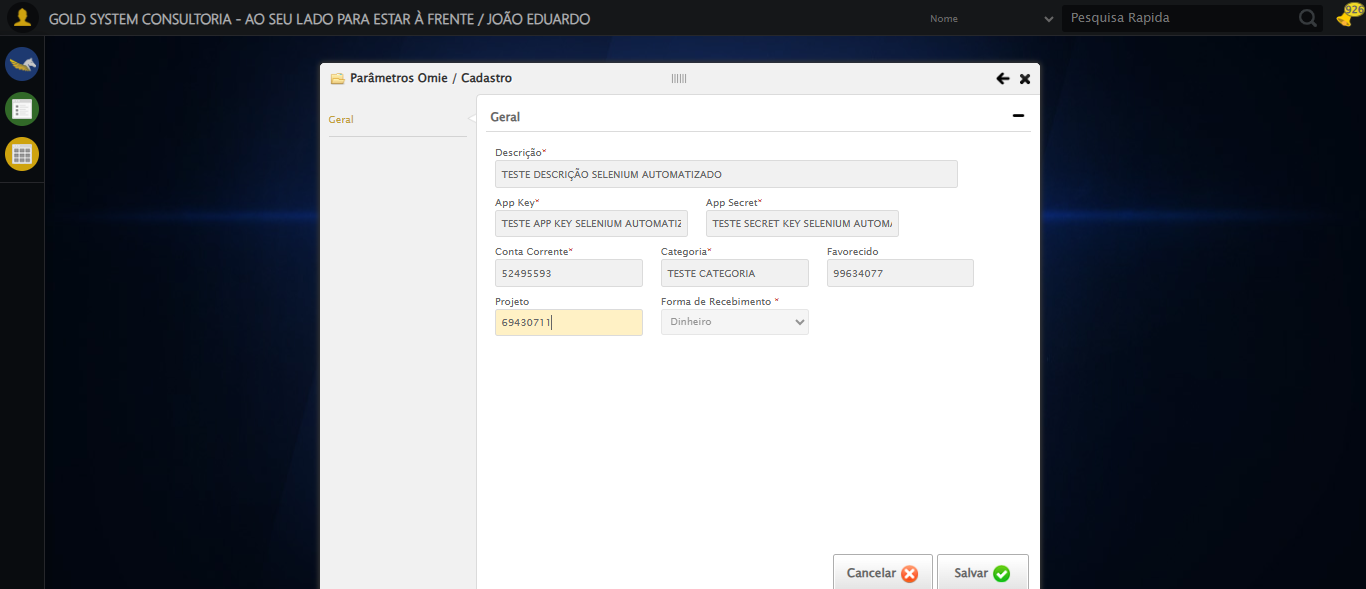 GOLD SYSTEM CONSULTORIA - AO SEU LADO PARA ESTAR À FRENTE / JOÃO EDUARDO
Nome
Pesquisa Rapida
926
Parâmetros Omie / Cadastro
Geral
Geral
Descrição*
TESTE DESCRIÇÃO SELENIUM AUTOMATIZADO
App Key* App Secret*
TESTE APP KEY SELENIUM AUTOMATIZ TESTE SECRET KEY SELENIUM AUTOMA
Conta Corrente* Categoria* Favorecido
52495593 TESTE CATEGORIA 99634077
Projeto Forma de Recebimento *
69430711 Dinheiro
Cancelar Salvar